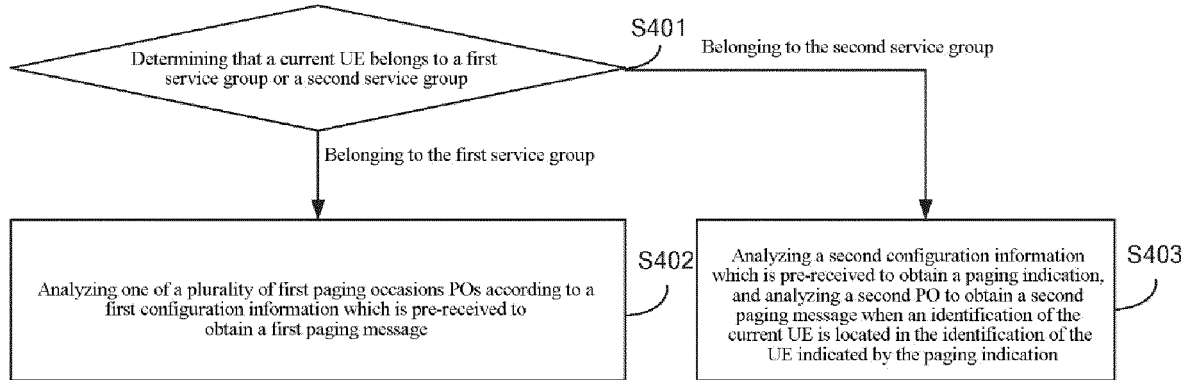 S401
Determining that a current UE belongs to a first
service group or a second service group
Belonging to the second service group
Belonging to the first service group
S402
Analyzing one of a plurality of first paging occasions POs according to a
first configuration information which is pre-received to
obtain a first paging message
S403
Analyzing a second configuration information
which is pre-received to obtain a paging indication,
and analyzing a second PO to obtain a second
paging message when an identification of the
current UE is located in the identification of the
UE indicated by the paging indication